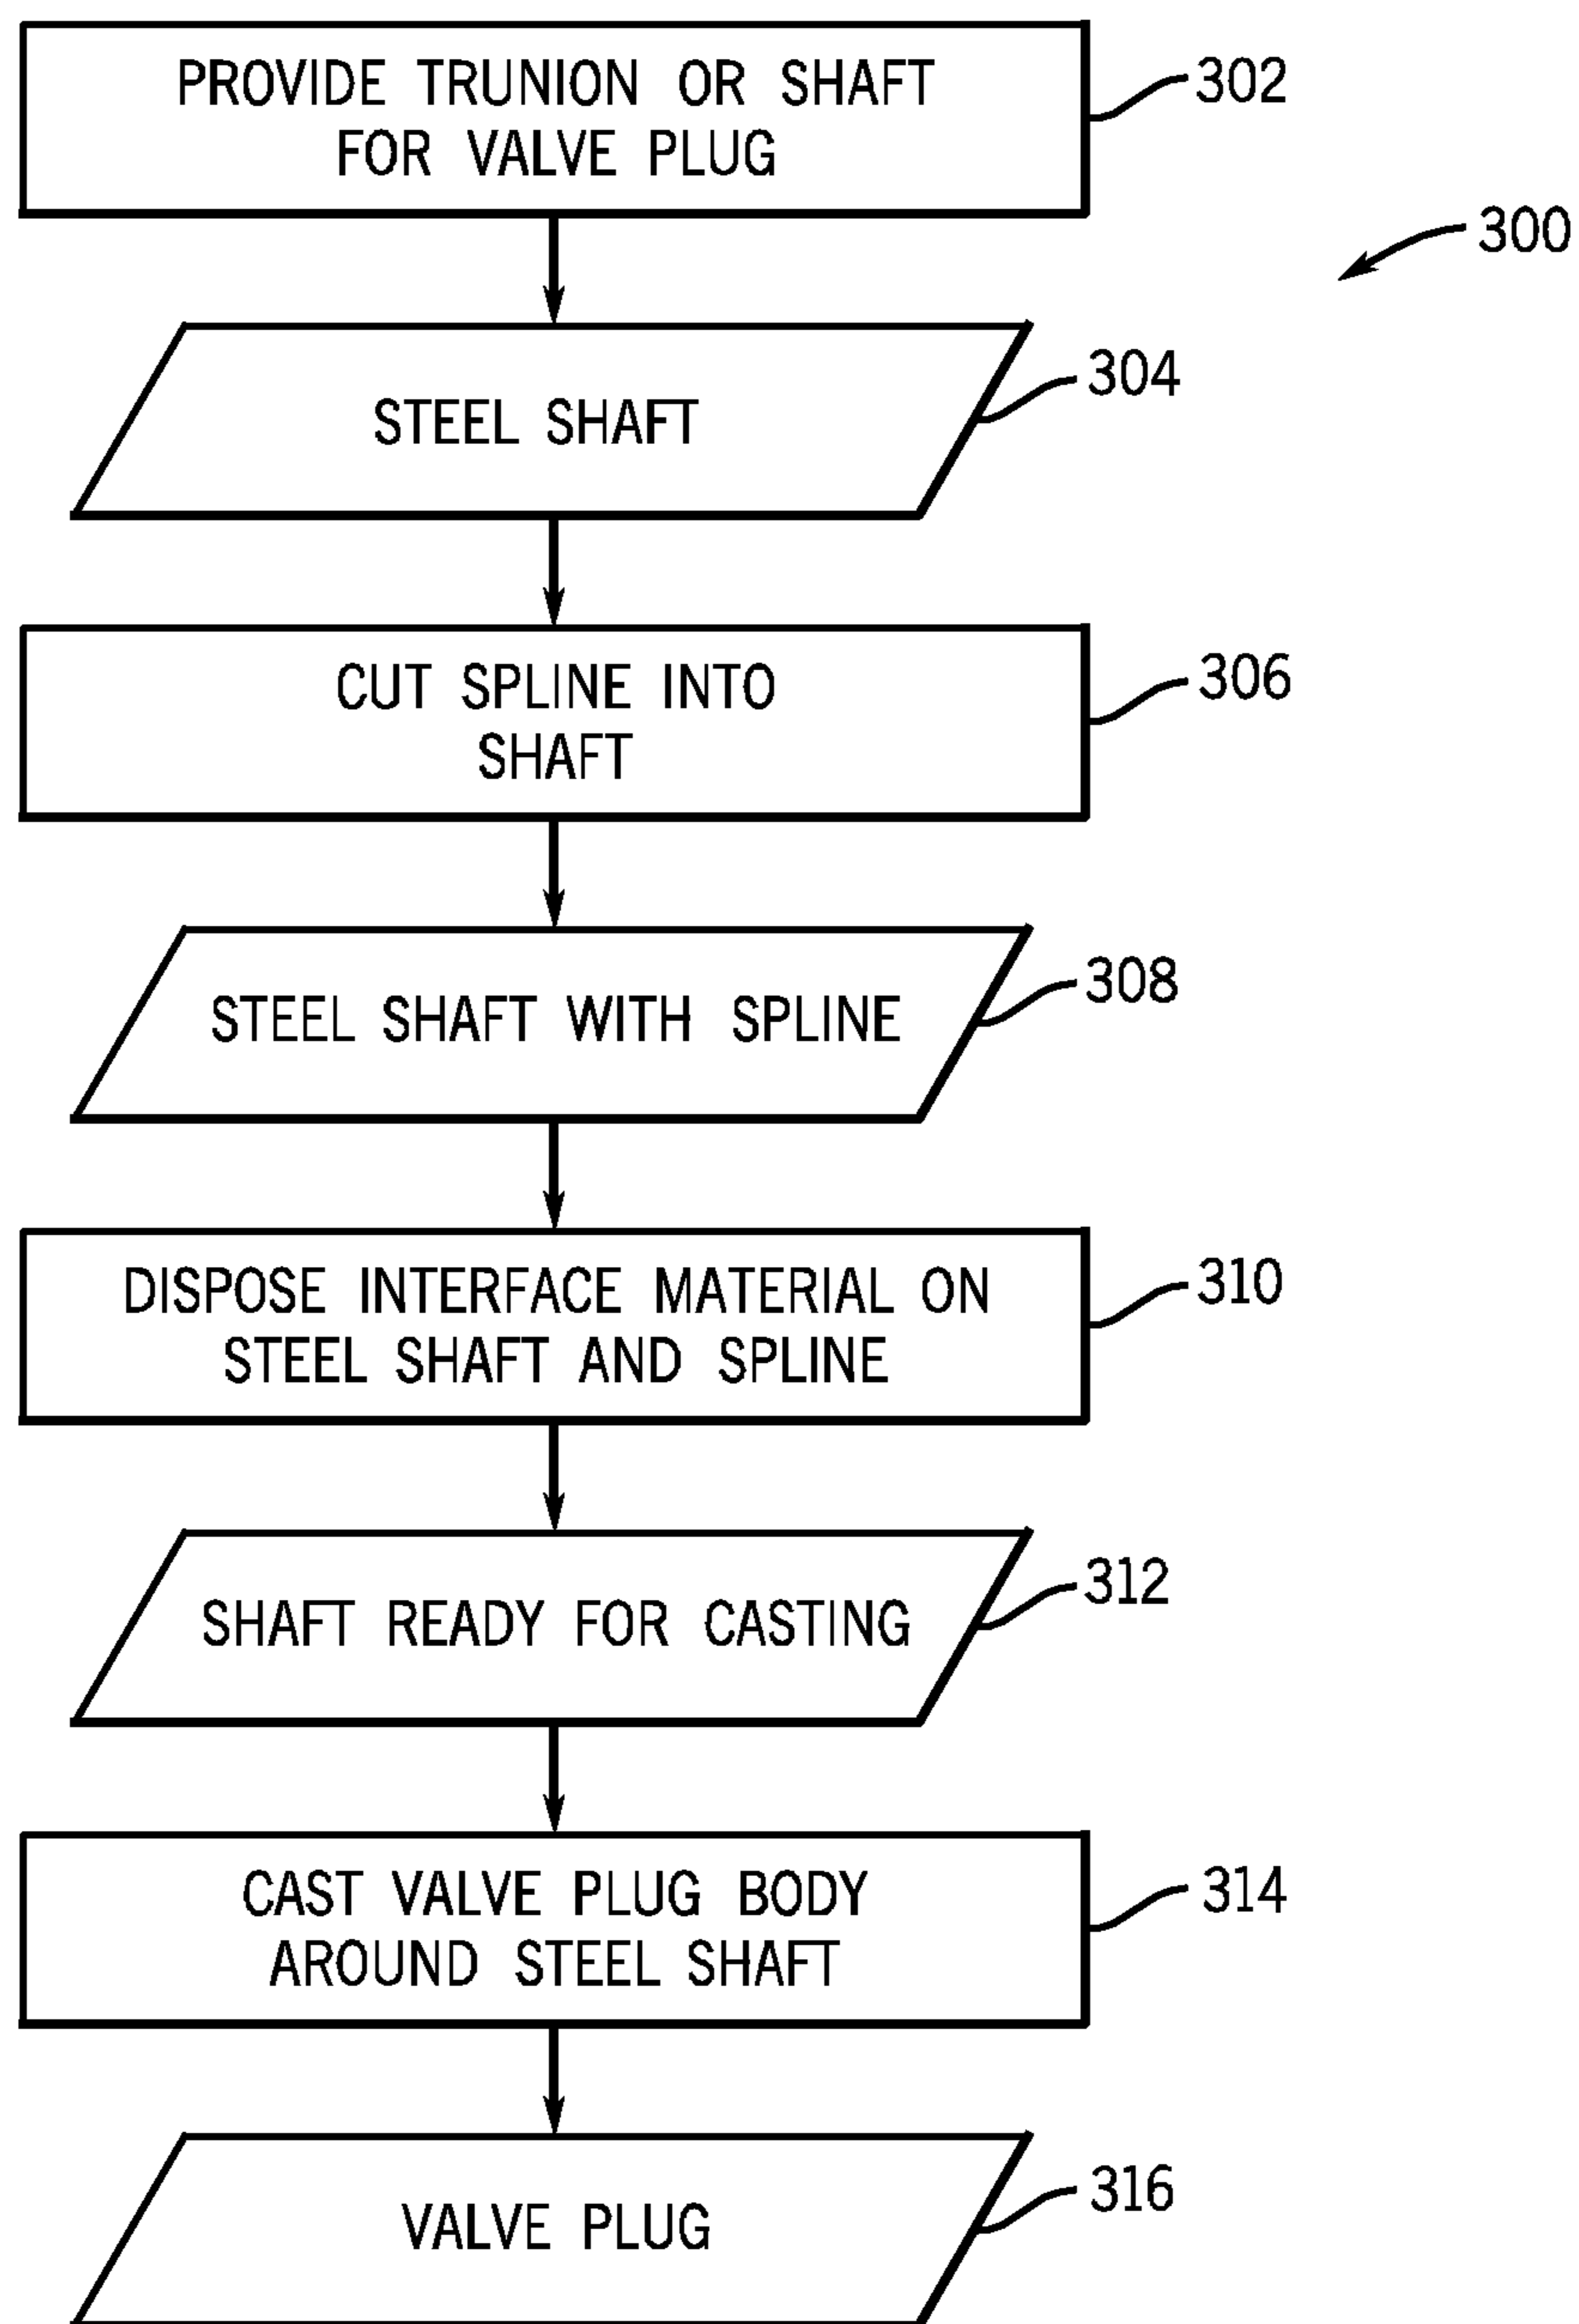 PROVIDE TRUNION OR SHAFT
FOR VALVE PLUG
302
300
STEEL SHAFT
304
CUT SPLINE INTO
SHAFT
306
STEEL SHAFT WITH SPLINE
308
DISPOSE INTERFACE MATERIAL ON
STEEL SHAFT AND SPLINE
310
SHAFT READY FOR CASTING
312
CAST VALVE PLUG BODY
AROUND STEEL SHAFT
314
VALVE PLUG
316